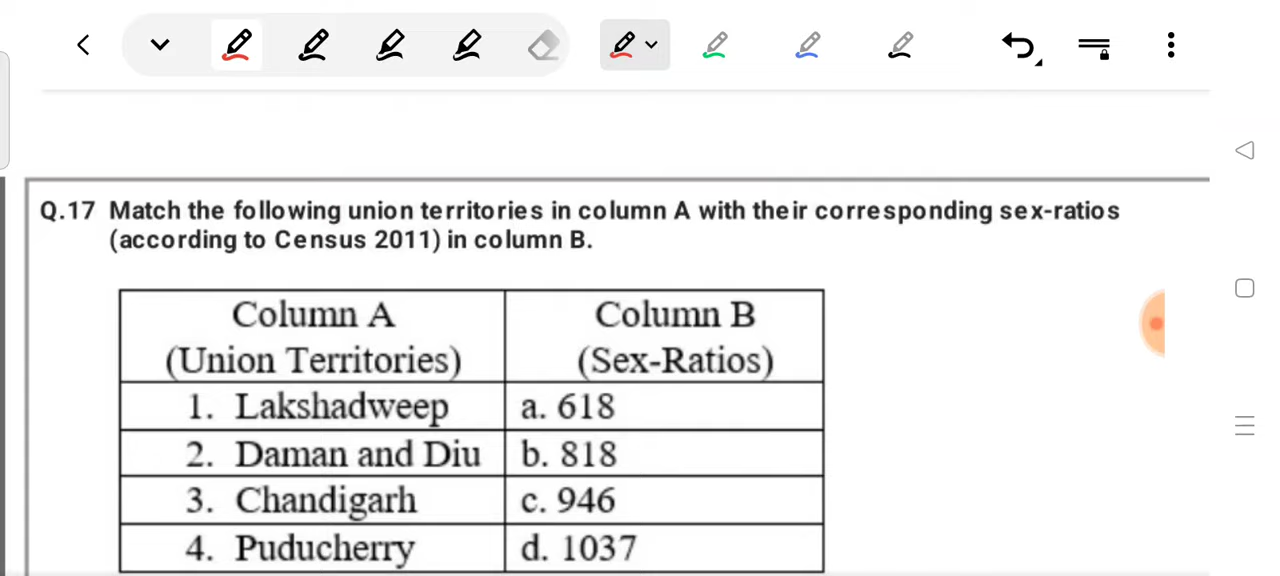 Q.17 Match the following union territories in column A with their corresponding sex-ratios
(according to Census 2011) in column B.
Column A Column B
(Union Territories) (Sex-Ratios)
1. Lakshadweep a. 618
2. Daman and Diu b. 818
3. Chandigarh c. 946
4. Puducherry d. 1037